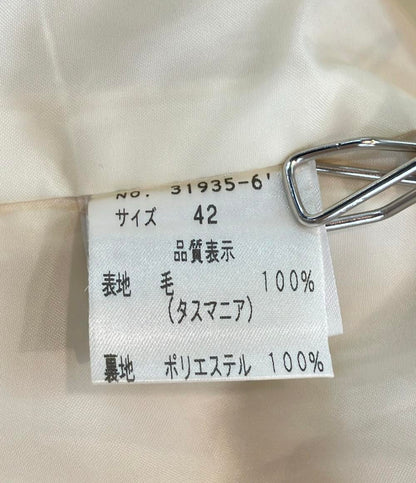 NO. 31935-6'
サイズ 42
品質表示
表地 毛 100%
(タスマニア)
裏地 ポリエステル 100%